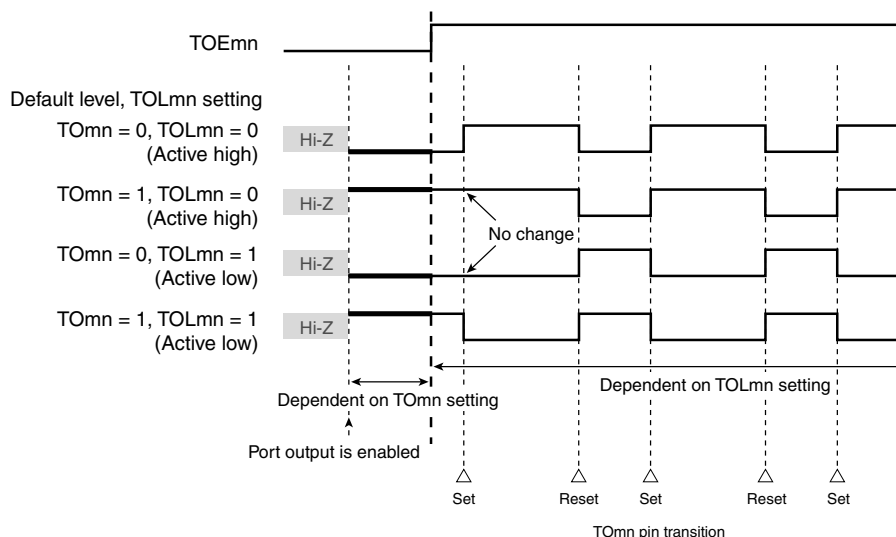 TOEmn
Default level, TOLmn setting
TOmn = 0, TOLmn = 0
(Active high)
Hi-Z
TOmn = 1, TOLmn = 0
(Active high)
Hi-Z
No change
TOmn = 0, TOLmn = 1
(Active low)
Hi-Z
TOmn = 1, TOLmn = 1
(Active low)
Hi-Z
Dependent on TOmn setting
Dependent on TOLmn setting
Port output is enabled
Set
Reset
Set
Reset
Set
TOmn pin transition